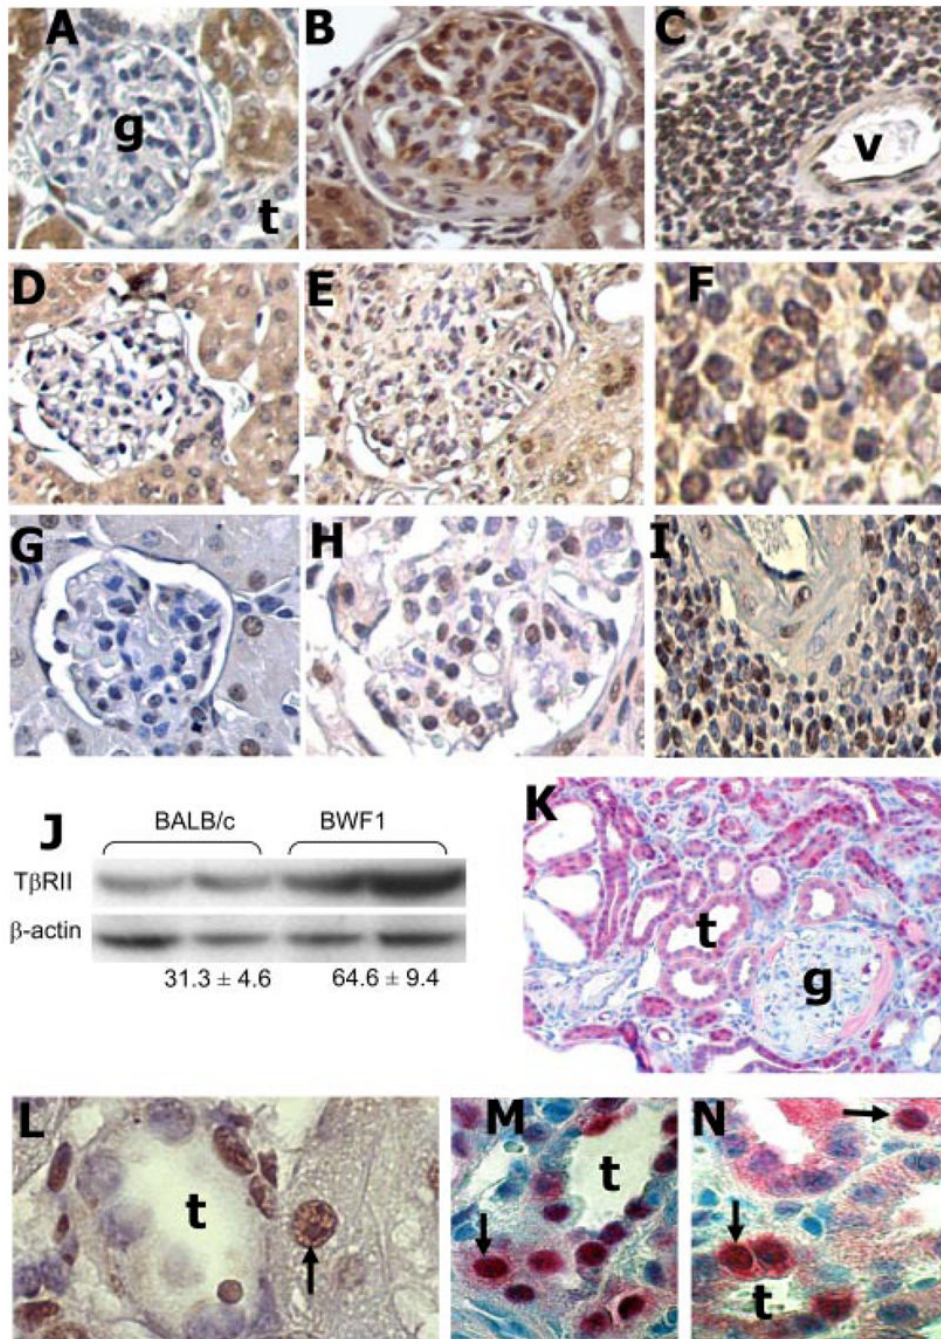 A B C
g v
t
D E F
G H I
J BALB/c BWF1 K
TβRII
β-actin
31.3 ± 4.6 64.6 ± 9.4
t
g
L M N
t t
t